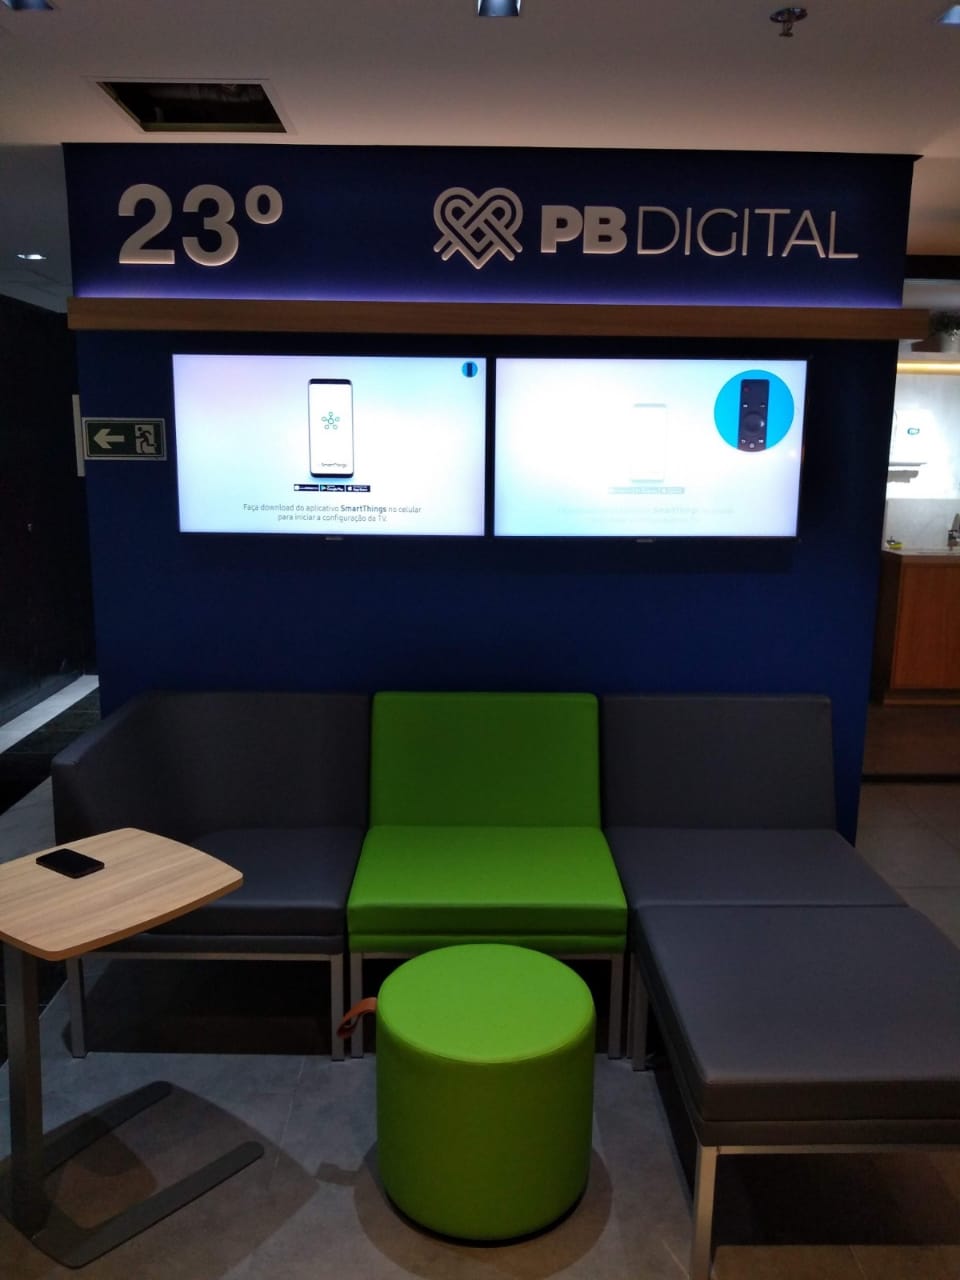 23º
PB DIGITAL
SmartThings
Faça download do aplicativo SmartThings no celular
para iniciar a configuração da TV.